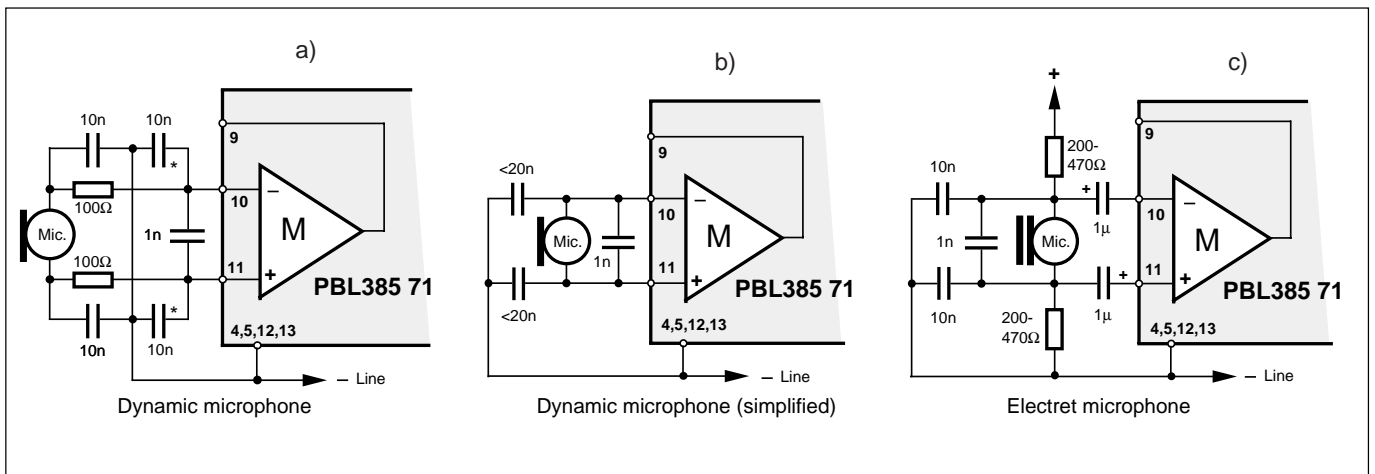 a)
10n
10n
*
9
10
100Ω
1n
M
−
+
Mic.
11
100Ω
PBL385 71
*
10n
10n
4,5,12,13
− Line
Dynamic microphone
b)
<20n
9
10
−
Mic.
1n
M
11
+
<20n
PBL385 71
4,5,12,13
− Line
Dynamic microphone (simplified)
c)
+
200-
470Ω
9
10n
+
10
−
1n
Mic.
1μ
M
11
+
+
10n
1μ
PBL385 71
200-
470Ω
4,5,12,13
− Line
Electret microphone